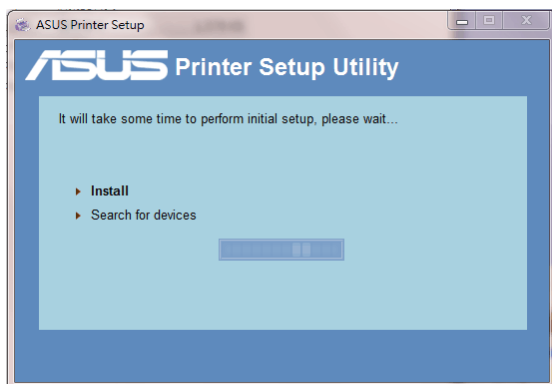 ASUS Printer Setup
ASUS Printer Setup Utility
It will take some time to perform initial setup, please wait...
Install
Search for devices